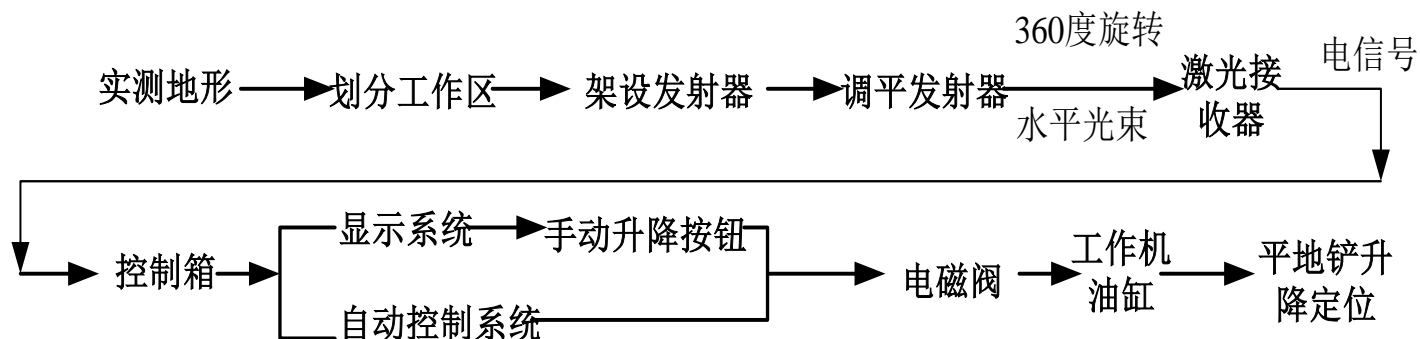 实测地形
划分工作区
架设发射器
调平发射器
360度旋转
水平光束
激光接
收器
电信号
控制箱
显示系统
手动升降按钮
自动控制系统
电磁阀
工作机
油缸
平地铲升
降定位